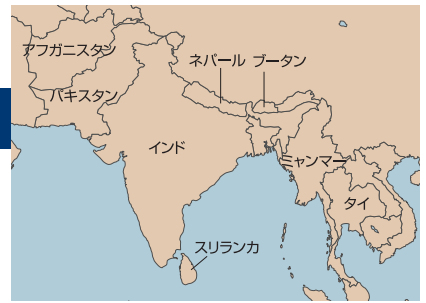 アフガニスタン
ネパール ブータン
パキスタン
インド
ミャンマー
タイ
スリランカ